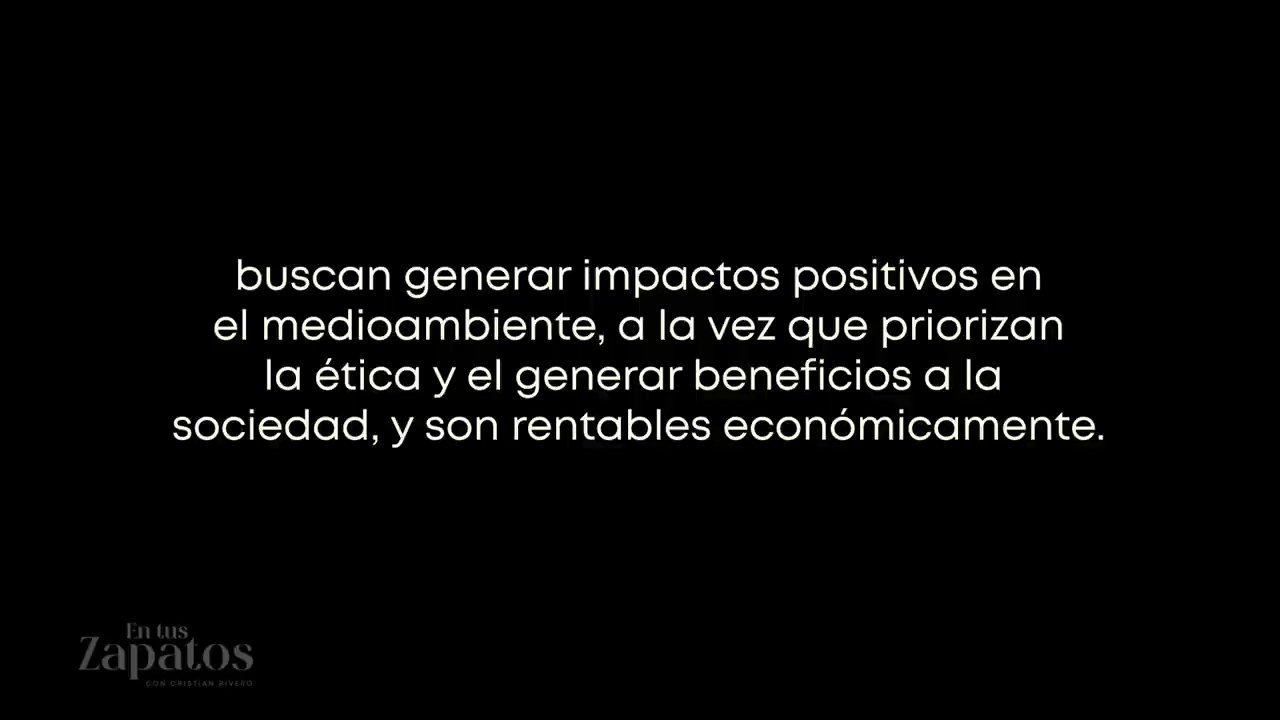 buscan generar impactos positivos en
el medioambiente, a la vez que priorizan
la ética y el generar beneficios a la
sociedad, y son rentables económicamente.
En tus
Zapatos
CON CRISTIAN RIVERO